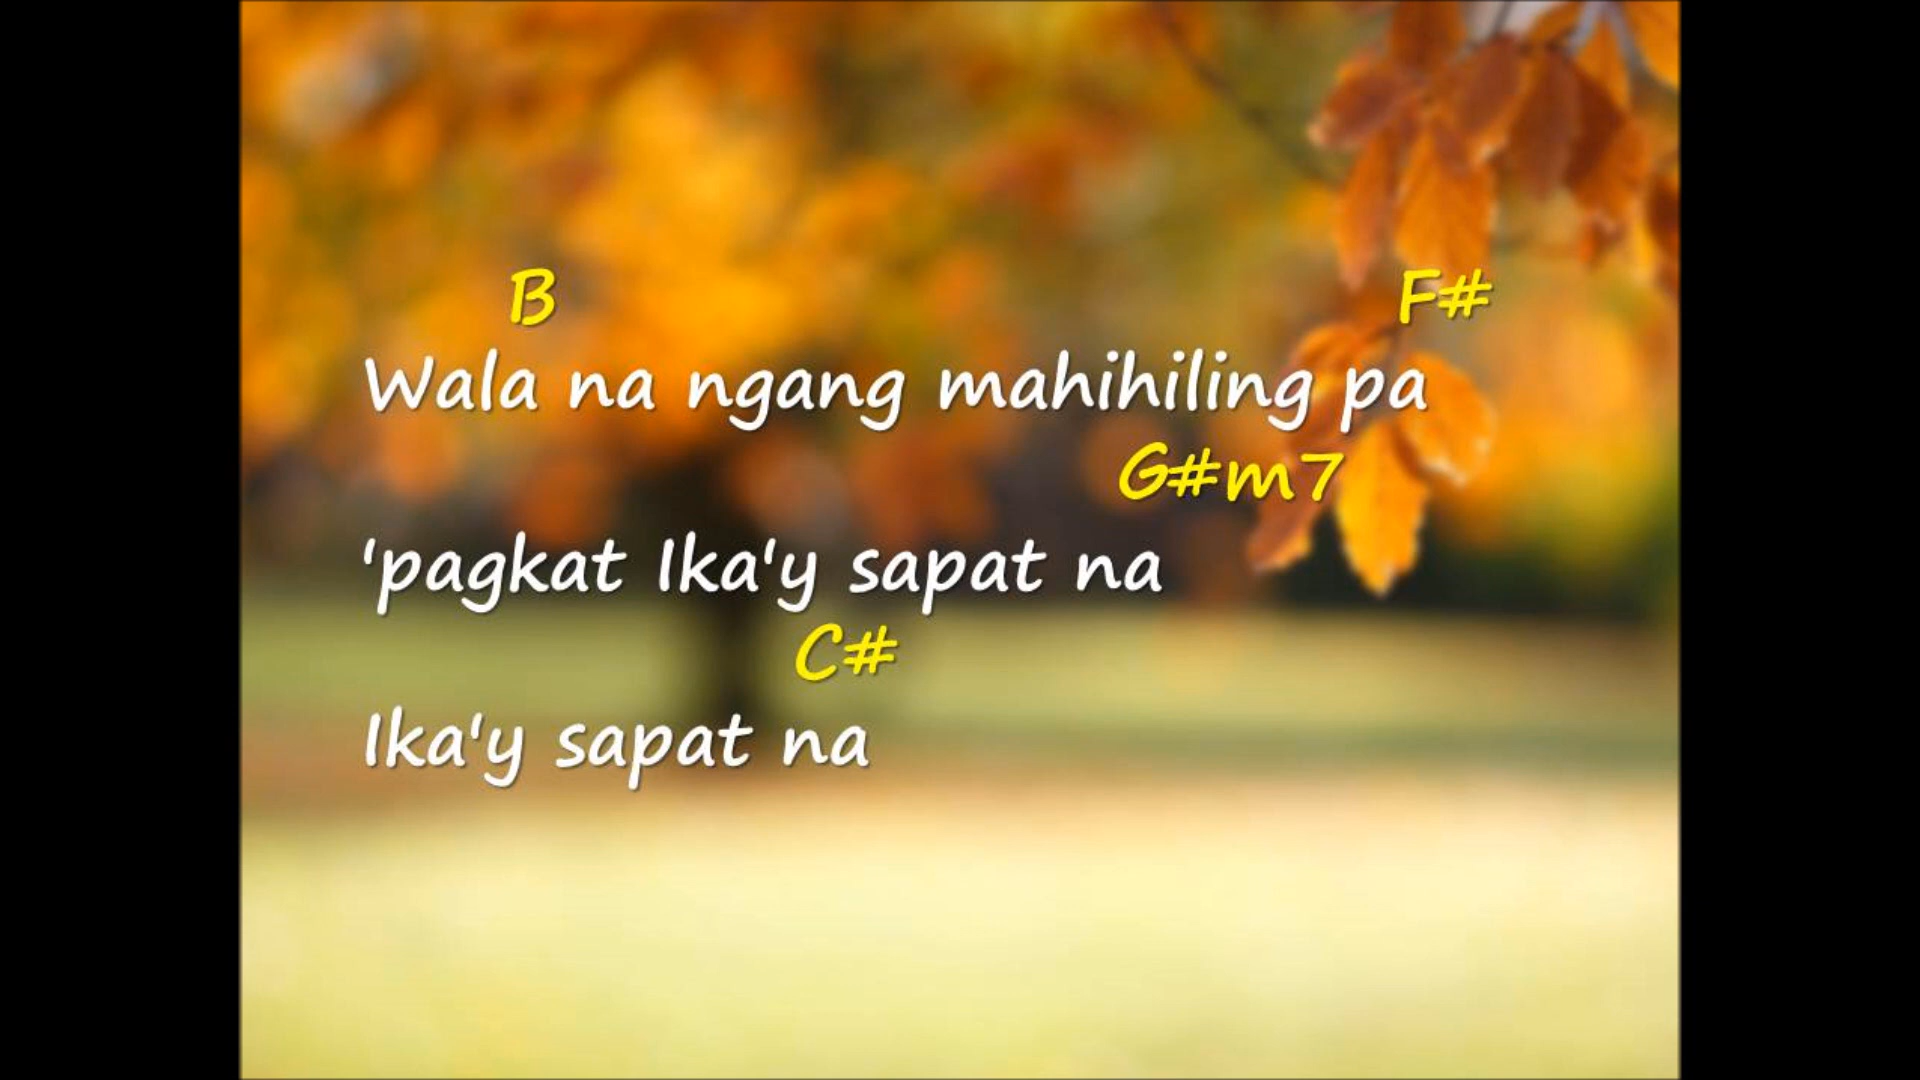 B F#
Wala na ngang mahihiling pa
G#m7
'pagkat Ika'y sapat na
C#
Ika'y sapat na